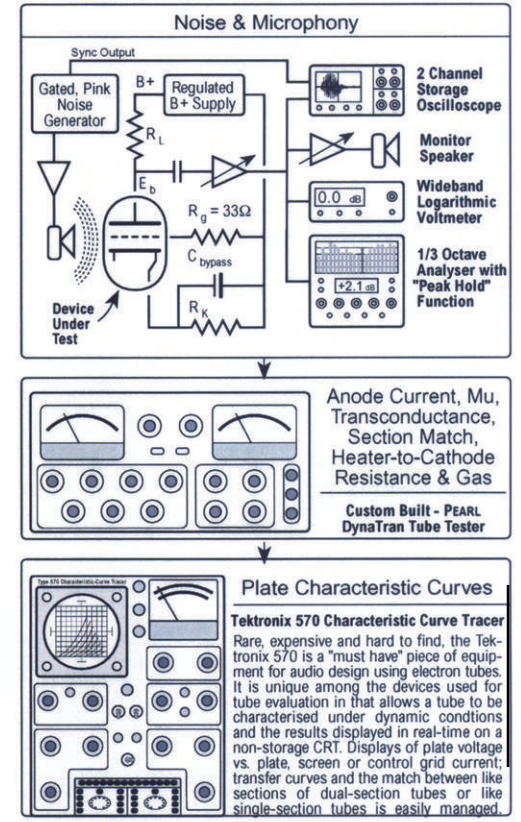 Noise & Microphony
Sync Output
Gated, Pink
Noise
Generator
B+
Regulated
B+ Supply
RL
Eb
Rg = 33Ω
Cbypass
RK
Device
Under
Test
2 Channel
Storage
Oscilloscope
Monitor
Speaker
0.0 dB
Wideband
Logarithmic
Voltmeter
+2.1 dB
1/3 Octave
Analyser with
"Peak Hold"
Function
Anode Current, Mu,
Transconductance,
Section Match,
Heater-to-Cathode
Resistance & Gas
Custom Built - PEARL
DynaTran Tube Tester
Type 570 Characteristic-Curve Tracer
Plate Characteristic Curves
Tektronix 570 Characteristic Curve Tracer
Rare, expensive and hard to find, the Tek-
tronix 570 is a "must have" piece of equip-
ment for audio design using electron tubes.
It is unique among the devices used for
tube evaluation in that allows a tube to be
characterised under dynamic condtions
and the results displayed in real-time on a
non-storage CRT. Displays of plate voltage
vs. plate, screen or control grid current;
transfer curves and the match between like
sections of dual-section tubes or like
single-section tubes is easily managed.